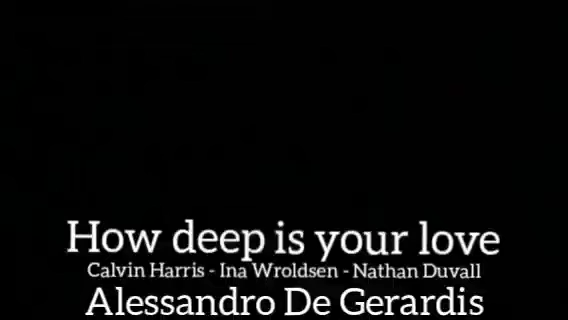 How deep is your love
Calvin Harris - Ina Wroldsen - Nathan Duvall
Alessandro De Gerardis